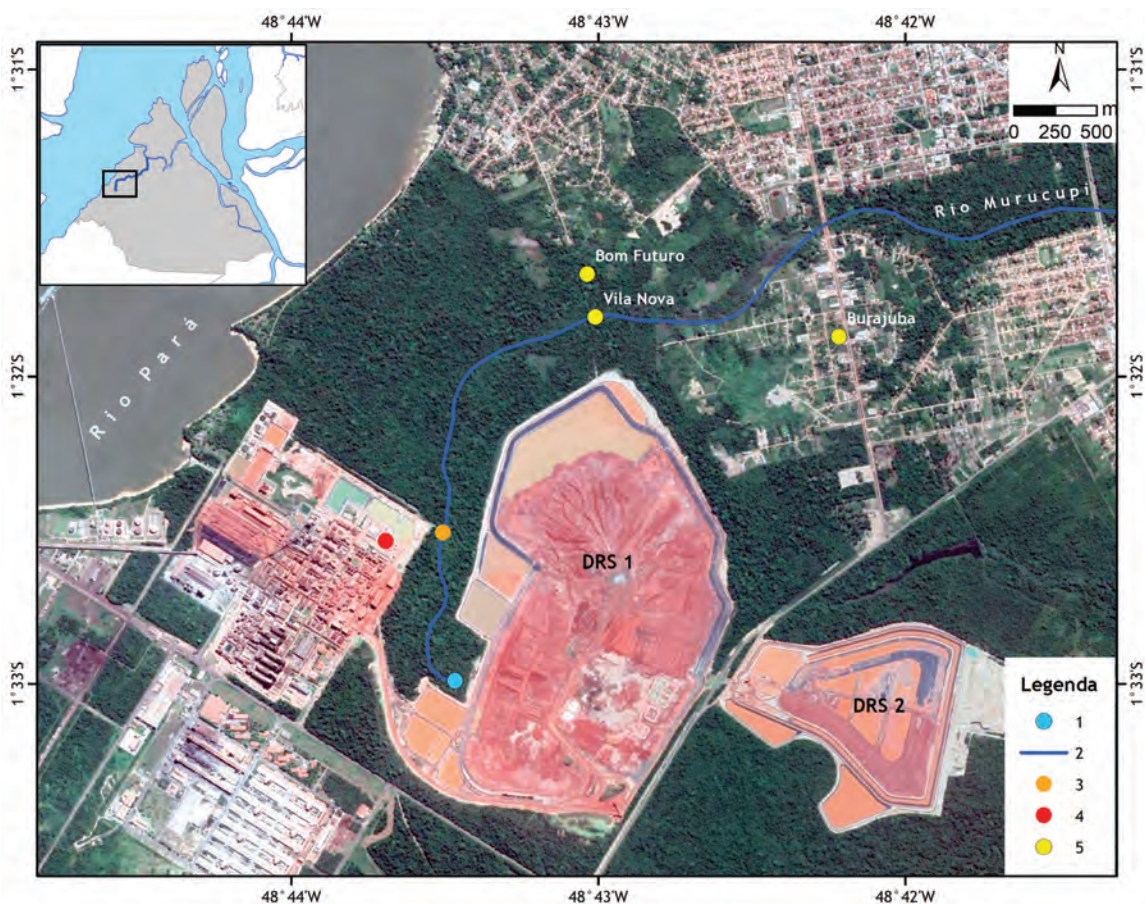 48°44'W
48°43'W
48°42'W
1°31'S
1°31'S
N
m
0 250 500
Rio Murucupi
Bom Futuro
Vila Nova
Burajuba
Rio Pará
1°32'S
1°32'S
DRS 1
DRS 2
1°33'S
1°33'S
Legenda
1
2
3
4
5
48°44'W
48°43'W
48°42'W